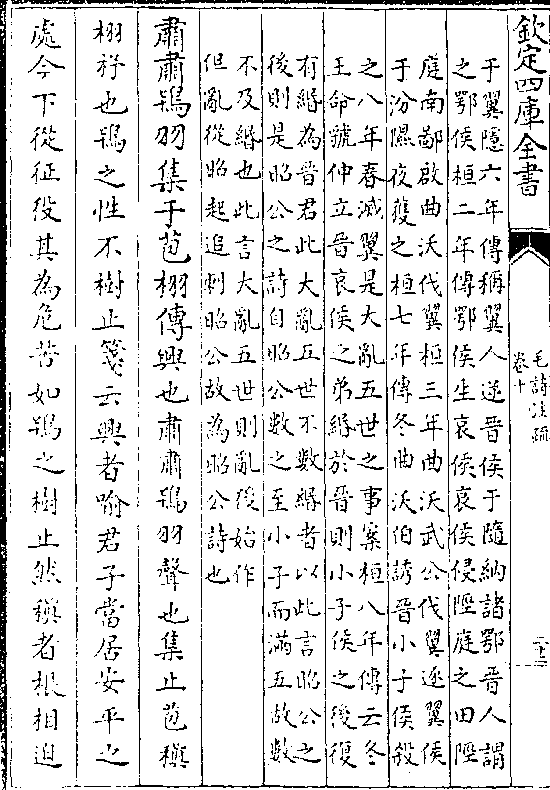 欽定四庫全書
于翼隱六年傳稱翼人逆晉侯于隨納諸鄂晉人謂
之鄂侯桓二年傳鄂侯生哀侯哀侯侵陘庭之田陘
庭南鄙啟曲沃伐翼桓三年曲沃武公伐翼逐翼侯
于汾隰夜獲之桓七年傳冬曲沃伯誘晉小子侯殺
之八年春滅翼是大亂五世之事案桓八年傳云冬
王命虢仲立晉哀侯之弟緡於晉則小子侯之後復
有緡為晉君此大亂五世不數緡者以此言昭公之
後則是昭公之詩自昭公數之至小子而滿五故數
不及緡也此言大亂五世則亂後始作
但亂從昭起追刺昭公故為昭公詩也
肅肅鴇羽集于苞栩傳興也肅肅鴇羽聲也集止苞稹
栩杼也鴇之性不樹止箋云興者喻君子當居安平之
處今下從征役其為危苦如鴇之樹止然稹者根相迫
毛詩注疏
卷十